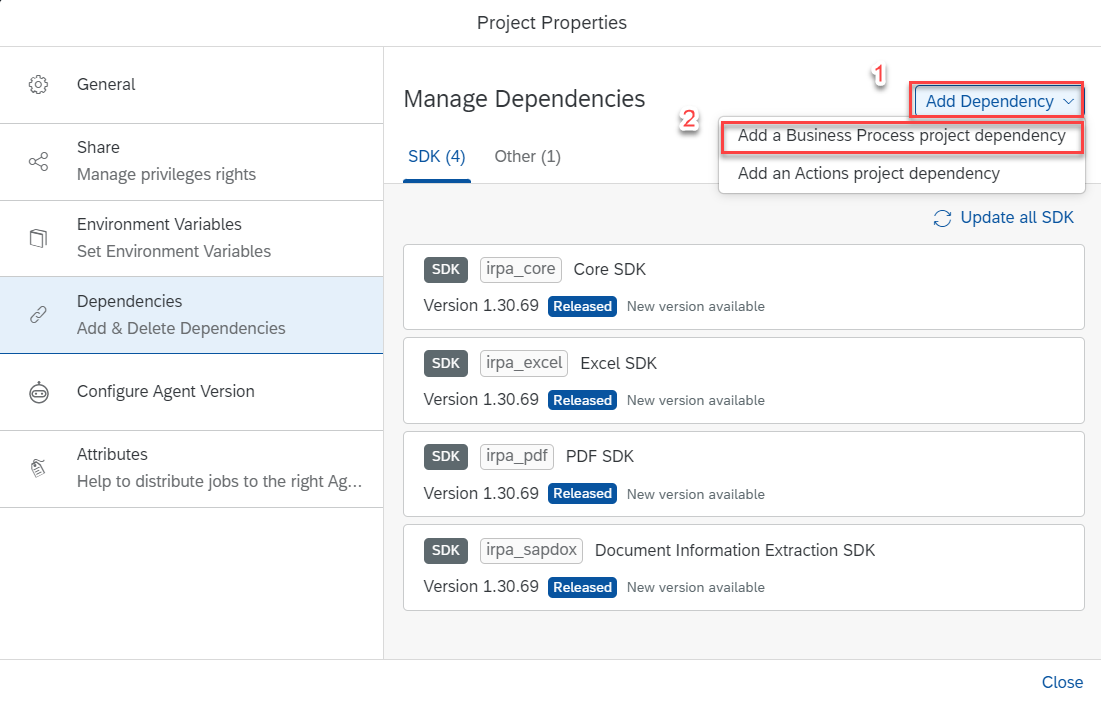 Project Properties
General
Share
Manage privileges rights
Environment Variables
Set Environment Variables
Dependencies
Add & Delete Dependencies
Configure Agent Version
Attributes
Help to distribute jobs to the right Ag...
1
Manage Dependencies
Add Dependency
2
Add a Business Process project dependency
Add an Actions project dependency
SDK (4) Other (1)
Update all SDK
SDK irpa_core Core SDK
Version 1.30.69 Released New version available
SDK irpa_excel Excel SDK
Version 1.30.69 Released New version available
SDK irpa_pdf PDF SDK
Version 1.30.69 Released New version available
SDK irpa_sapdox Document Information Extraction SDK
Version 1.30.69 Released New version available
Close